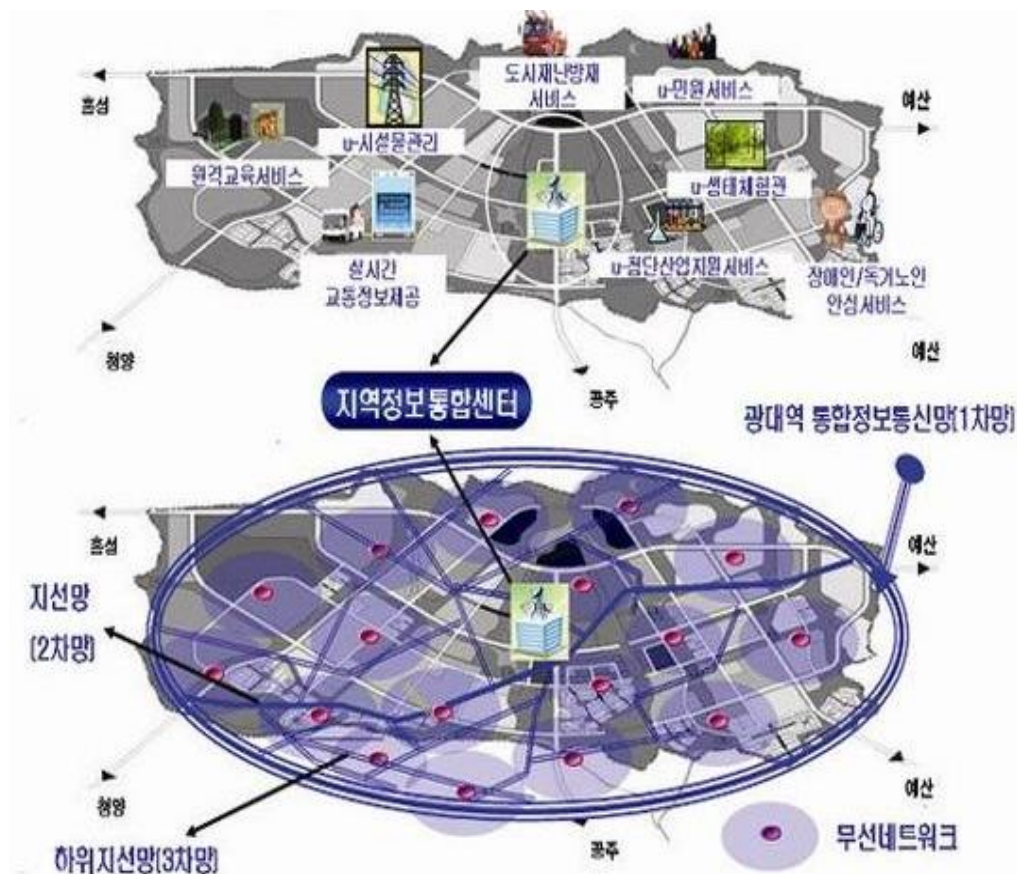 도시재난방재
서비스
u-민원서비스
홍성
예산
u-시설물관리
원격교육서비스
u-생태체험관
실시간
교통정보제공
u-첨단산업지원서비스
장애인/독거노인
안심서비스
청양
예산
공주
지역정보통합센터
광대역 통합정보통신망(1차망)
홍성
예산
지선망
(2차망)
청양
예산
공주
하위지선망(3차망)
무선네트워크